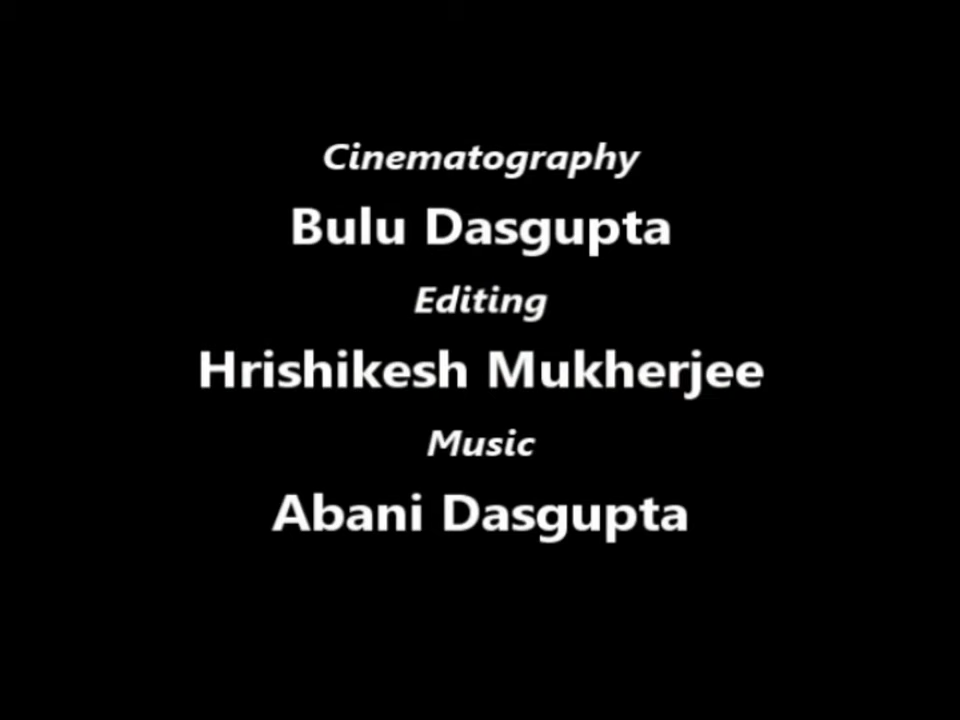 Cinematography
Bulu Dasgupta
Editing
Hrishikesh Mukherjee
Music
Abani Dasgupta